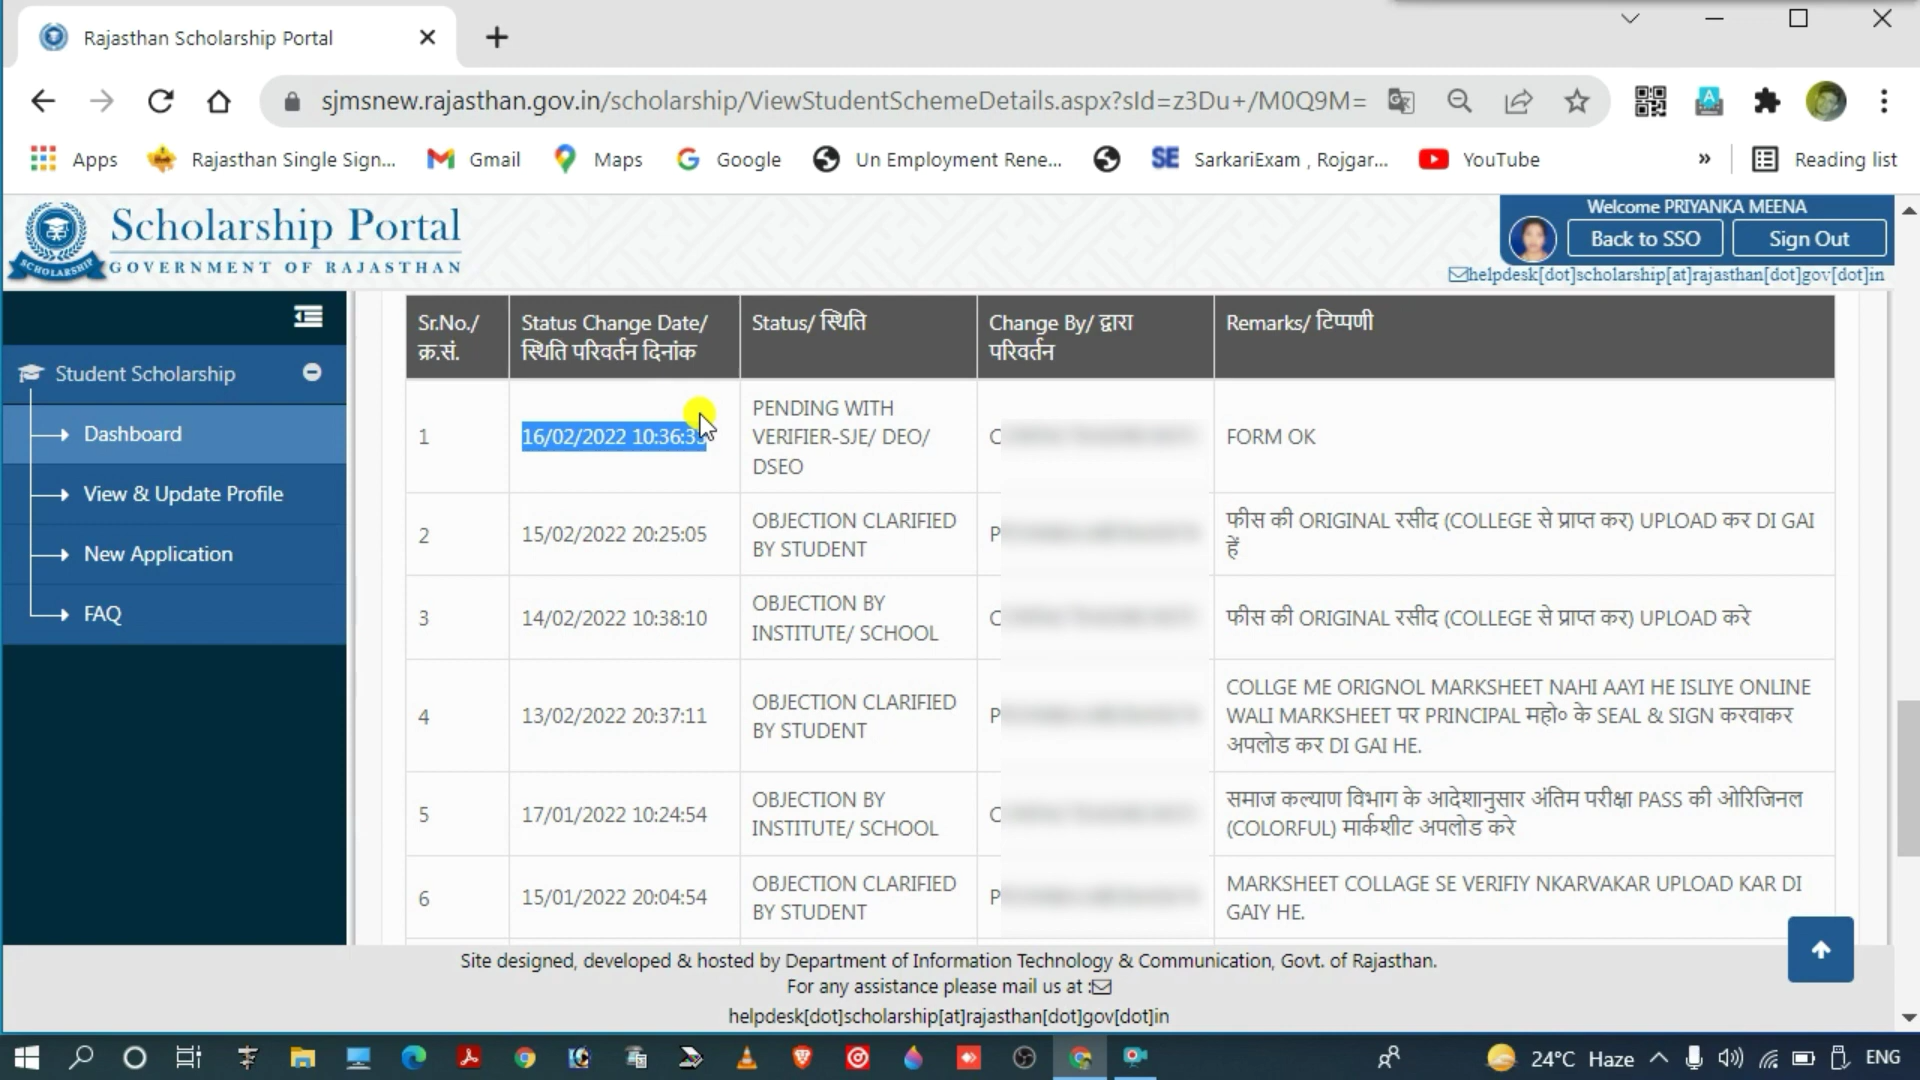 Rajasthan Scholarship Portal
sjmsnew.rajasthan.gov.in/scholarship/ViewStudentSchemeDetails.aspx?sId=z3Du+/M0Q9M=
Apps Rajasthan Single Sign... Gmail Maps Google Un Employment Rene... SE SarkariExam , Rojgar... YouTube » Reading list
Scholarship Portal
GOVERNMENT OF RAJASTHAN
SCHOLARSHIP
Welcome PRIYANKA MEENA
Back to SSO Sign Out
helpdesk[dot]scholarship[at]rajasthan[dot]gov[dot]in
Student Scholarship
Dashboard
View & Update Profile
New Application
FAQ
Sr.No./ Status Change Date/ Status/ स्थिति Change By/ द्वारा Remarks/ टिप्पणी
क्र.सं. स्थिति परिवर्तन दिनांक परिवर्तन
PENDING WITH
1 16/02/2022 10:36:3 VERIFIER-SJE/ DEO/ C FORM OK
DSEO
OBJECTION CLARIFIED फीस की ORIGINAL रसीद (COLLEGE से प्राप्त कर) UPLOAD कर DI GAI
2 15/02/2022 20:25:05 BY STUDENT P हें
OBJECTION BY
3 14/02/2022 10:38:10 INSTITUTE/ SCHOOL C फीस की ORIGINAL रसीद (COLLEGE से प्राप्त कर) UPLOAD करे
COLLGE ME ORIGNOL MARKSHEET NAHI AAYI HE ISLIYE ONLINE
4 13/02/2022 20:37:11 OBJECTION CLARIFIED P WALI MARKSHEET पर PRINCIPAL महो० के SEAL & SIGN करवाकर
BY STUDENT अपलोड कर DI GAI HE.
OBJECTION BY समाज कल्याण विभाग के आदेशानुसार अंतिम परीक्षा PASS की ओरिजिनल
5 17/01/2022 10:24:54 INSTITUTE/ SCHOOL C (COLORFUL) मार्कशीट अपलोड करे
OBJECTION CLARIFIED MARKSHEET COLLAGE SE VERIFIY NKARVAKAR UPLOAD KAR DI
6 15/01/2022 20:04:54 BY STUDENT P GAIY HE.
Site designed, developed & hosted by Department of Information Technology & Communication, Govt. of Rajasthan.
For any assistance please mail us at :
helpdesk[dot]scholarship[at]rajasthan[dot]gov[dot]in
24°C Haze ENG